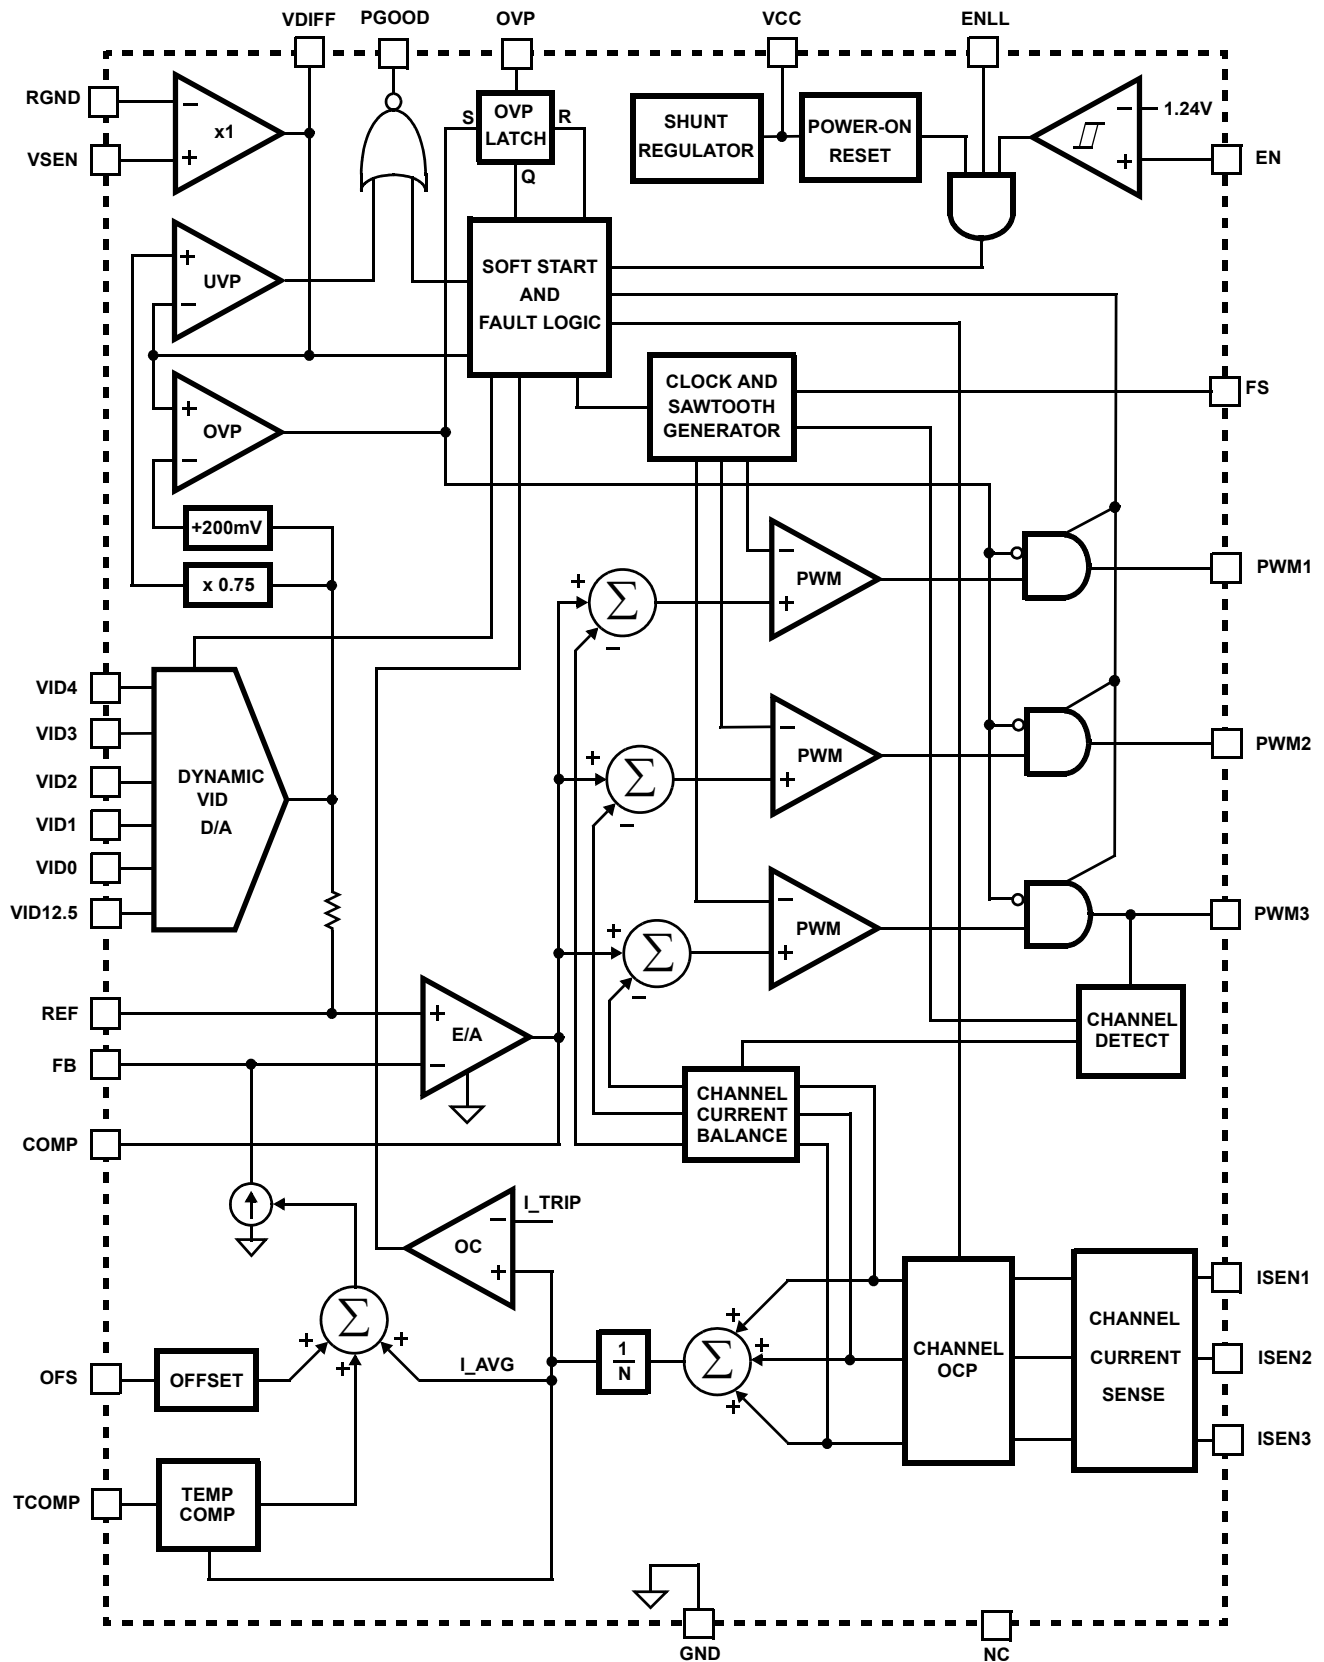 VDIFF
PGOOD
OVP
VCC
ENLL
RGND
VSEN
−
x1
+
S
OVP
LATCH
R
Q
SHUNT
REGULATOR
POWER-ON
RESET
−
1.24V
+
EN
+
UVP
−
SOFT START
AND
FAULT LOGIC
+
OVP
−
CLOCK AND
SAWTOOTH
GENERATOR
FS
+200mV
x 0.75
+
Σ
−
−
PWM
+
PWM1
VID4
VID3
VID2
VID1
VID0
VID12.5
DYNAMIC
VID
D/A
+
Σ
−
−
PWM
+
PWM2
+
Σ
−
−
PWM
+
PWM3
REF
FB
COMP
+
E/A
−
CHANNEL
DETECT
CHANNEL
CURRENT
BALANCE
I_TRIP
−
OC
+
Σ
+
+
+
I_AVG
OFS
OFFSET
1
N
Σ
+
+
+
CHANNEL
OCP
CHANNEL
CURRENT
SENSE
ISEN1
ISEN2
ISEN3
TCOMP
TEMP
COMP
GND
NC